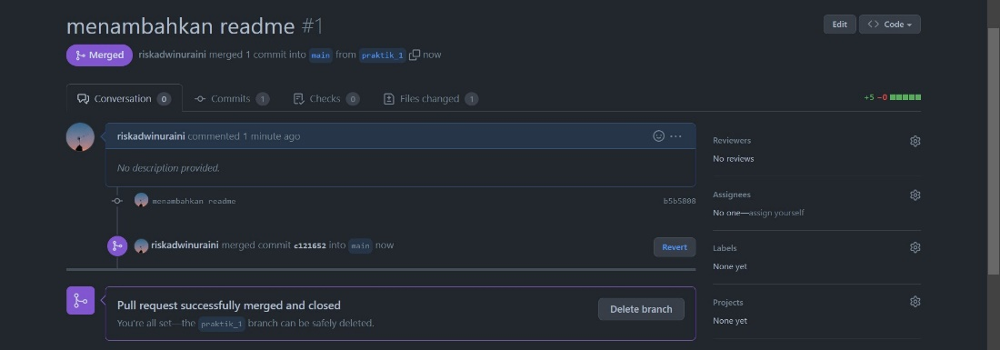 menambahkan readme #1
Edit
<> Code
Merged
riskadwinuraini merged 1 commit into main from praktik_1 now
Conversation 0
Commits 1
Checks 0
Files changed 1
+5 −0
riskadwinuraini commented 1 minute ago
No description provided.
menambahkan readme
b5b5808
riskadwinuraini merged commit c121652 into main now
Revert
Pull request successfully merged and closed
You're all set—the praktik_1 branch can be safely deleted.
Delete branch
Reviewers
No reviews
Assignees
No one—assign yourself
Labels
None yet
Projects
None yet